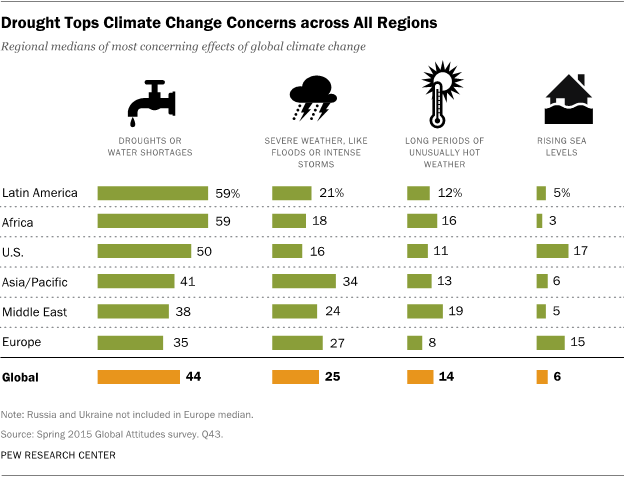 Drought Tops Climate Change Concerns across All Regions
Regional medians of most concerning effects of global climate change
DROUGHTS OR
WATER SHORTAGES
SEVERE WEATHER, LIKE
FLOODS OR INTENSE
STORMS
LONG PERIODS OF
UNUSUALLY HOT
WEATHER
RISING SEA
LEVELS
Latin America 59% 21% 12% 5%
Africa 59 18 16 3
U.S. 50 16 11 17
Asia/Pacific 41 34 13 6
Middle East 38 24 19 5
Europe 35 27 8 15
Global 44 25 14 6
Note: Russia and Ukraine not included in Europe median.
Source: Spring 2015 Global Attitudes survey. Q43.
PEW RESEARCH CENTER